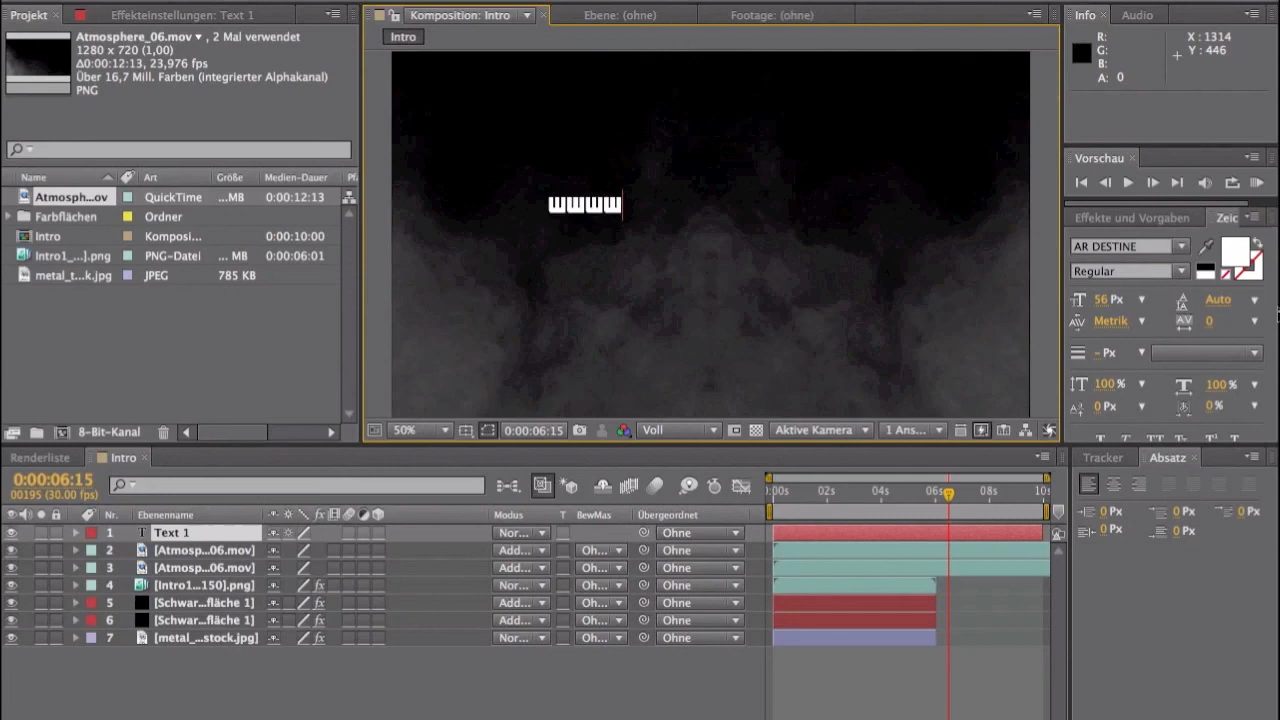 Projekt × Effekteinstellungen: Text 1
Atmosphere_06.mov ▾ , 2 Mal verwendet
1280 x 720 (1,00)
Δ0:00:12:13, 23,976 fps
Über 16,7 Mill. Farben (integrierter Alphakanal)
PNG
Name Art Größe Medien-Dauer
Atmosph...ov QuickTime ...MB 0:00:12:13
Farbflächen Ordner
Intro Komposi... 0:00:10:00
Intro1_...].png PNG-Datei ... MB 0:00:06:01
metal_t...k.jpg JPEG 785 KB
8-Bit-Kanal
Komposition: Intro Ebene: (ohne) Footage: (ohne)
Intro
50% 0:00:06:15 Voll Aktive Kamera 1 Ans...
Info × Audio
R: X : 1314
G: Y : 446
B:
A: 0
Vorschau ×
Effekte und Vorgaben Zeic
AR DESTINE
Regular
56 Px Auto
Metrik 0
- Px
100% 100%
0 Px 0%
Renderliste Intro ×
0:00:06:15
00195 (30.00 fps)
:00s 02s 04s 06s 08s 10s
Nr. Ebenenname Modus T BewMas Übergeordnet
1 T Text 1 Nor... Ohne
2 [Atmosp...06.mov] Add... Oh... Ohne
3 [Atmosp...06.mov] Add... Oh... Ohne
4 [Intro1...150].png] Nor... Oh... Ohne
5 [Schwar...fläche 1] Add... Oh... Ohne
6 [Schwar...fläche 1] Add... Oh... Ohne
7 [metal_...stock.jpg] Nor... Oh... Ohne
Tracker Absatz ×
0 Px 0 Px 0 Px
0 Px 0 Px